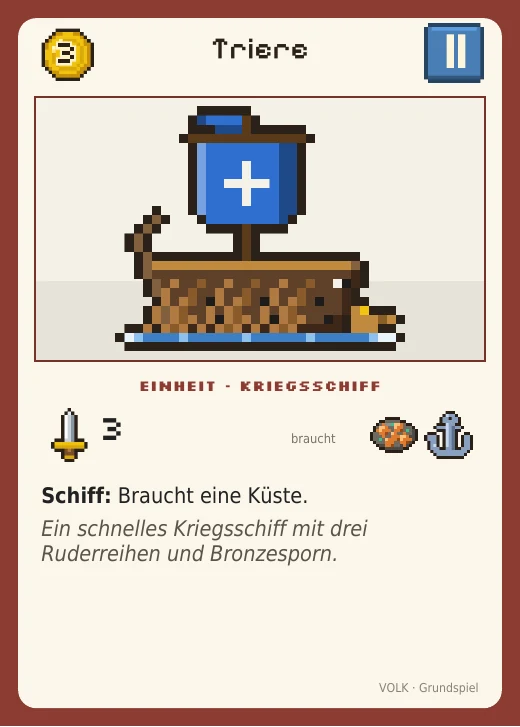 3
Triere
II
EINHEIT · KRIEGSSCHIFF
3
braucht
Schiff: Braucht eine Küste.
Ein schnelles Kriegsschiff mit drei
Ruderreihen und Bronzesporn.
VOLK · Grundspiel